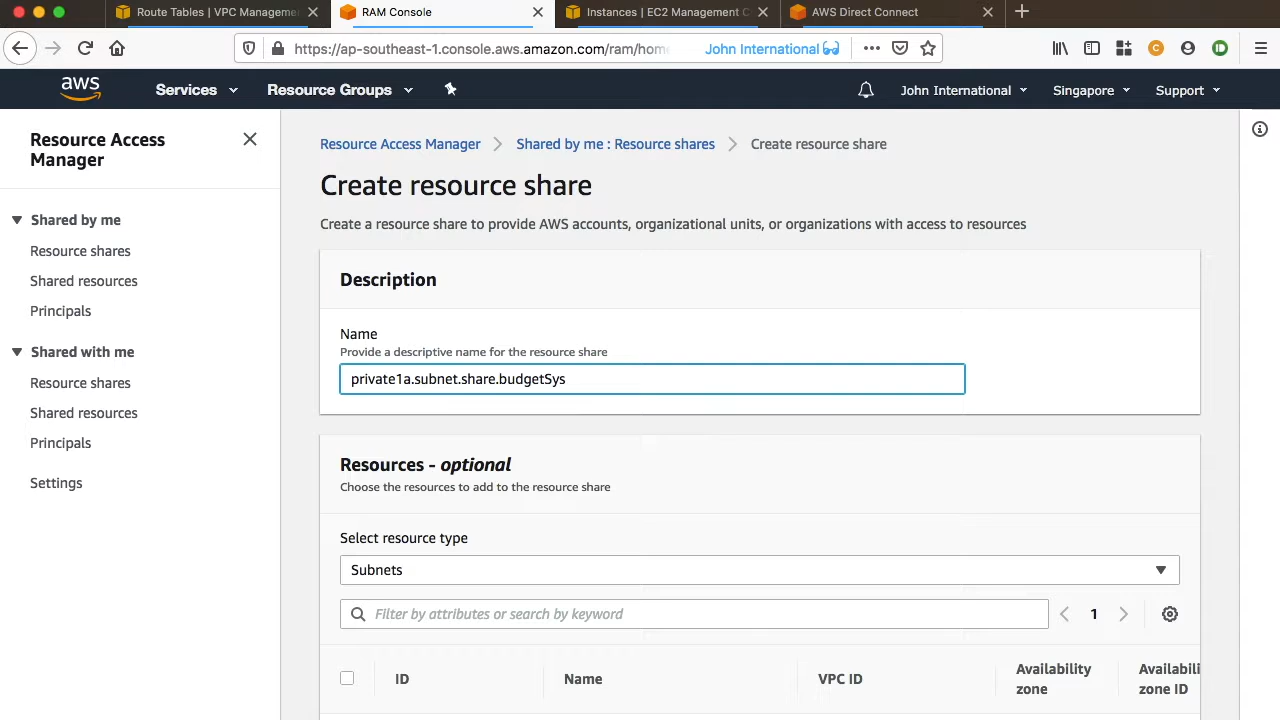 Route Tables | VPC Manageme
RAM Console
Instances | EC2 Management C
AWS Direct Connect
https://ap-southeast-1.console.aws.amazon.com/ram/home
John International
aws
Services
Resource Groups
John International
Singapore
Support
Resource Access Manager
Shared by me
Resource shares
Shared resources
Principals
Shared with me
Resource shares
Shared resources
Principals
Settings
Resource Access Manager
Shared by me : Resource shares
Create resource share
Create resource share
Create a resource share to provide AWS accounts, organizational units, or organizations with access to resources
Description
Name
Provide a descriptive name for the resource share
private1a.subnet.share.budgetSys
Resources - optional
Choose the resources to add to the resource share
Select resource type
Subnets
Filter by attributes or search by keyword
1
ID
Name
VPC ID
Availability zone
Availabili zone ID